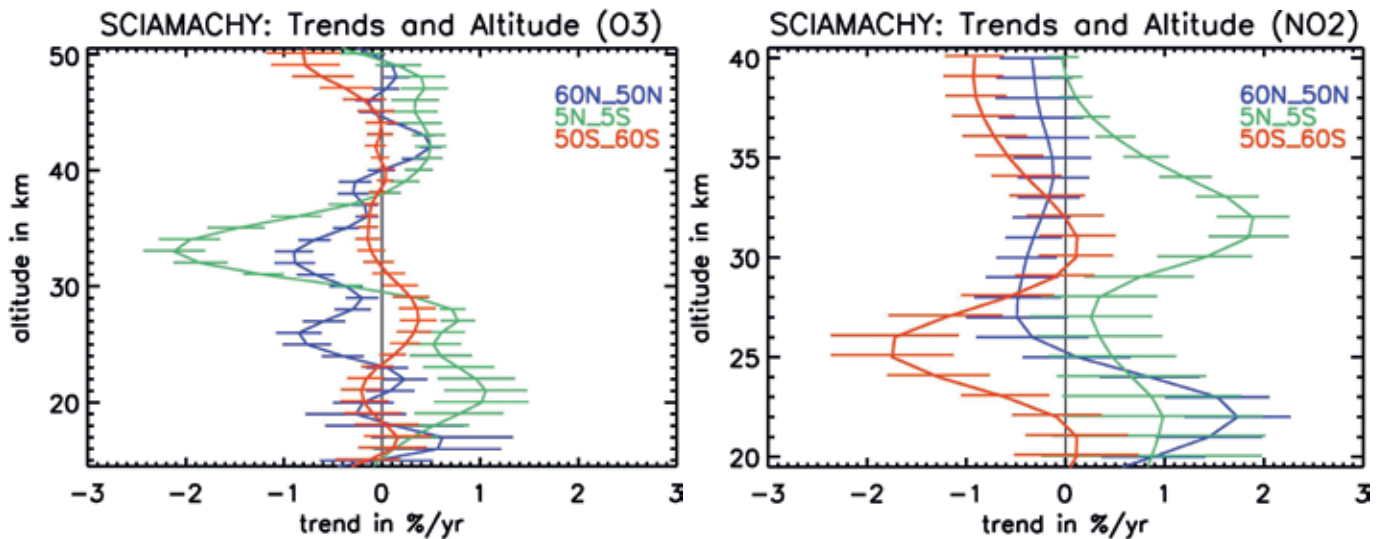 SCIAMACHY: Trends and Altitude (O3)
50
40
30
20
altitude in km
60N_50N
5N_5S
50S_60S
-3 -2 -1 0 1 2 3
trend in %/yr
SCIAMACHY: Trends and Altitude (NO2)
40
35
30
25
20
altitude in km
60N_50N
5N_5S
50S_60S
-3 -2 -1 0 1 2 3
trend in %/yr